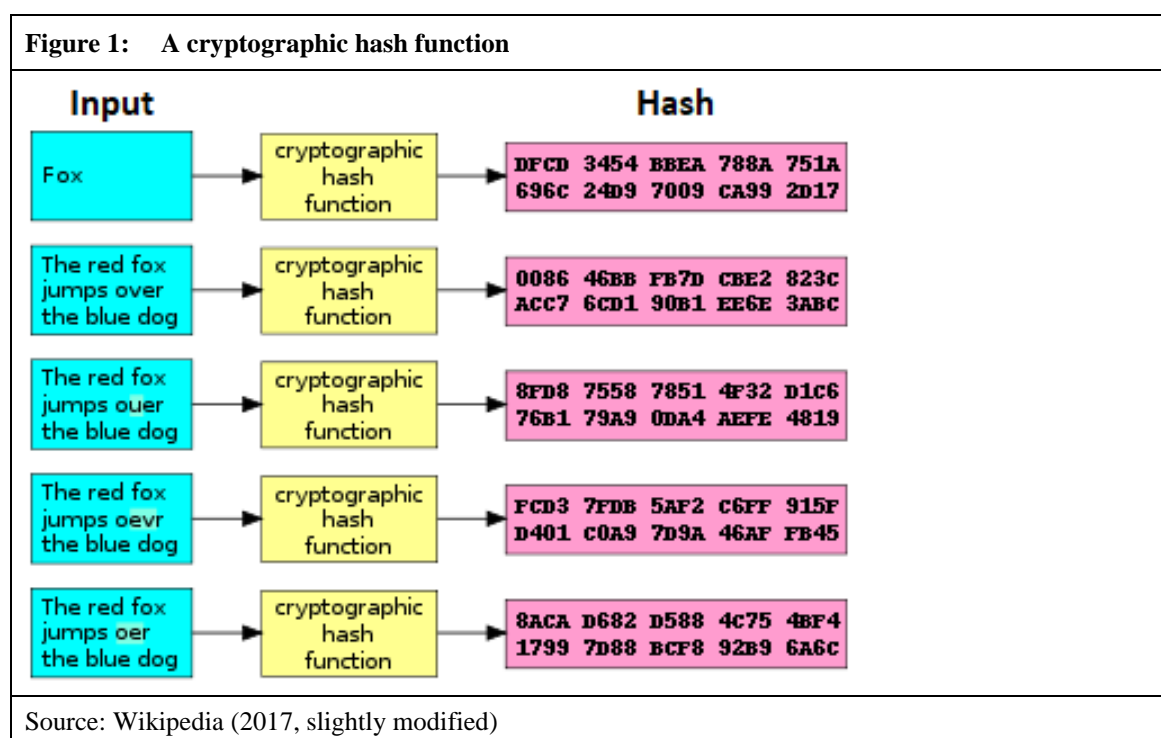 Figure 1: A cryptographic hash function
Input
Hash
Fox
cryptographic
hash
function
DFCD 3454 BBEA 788A 751A
696C 24D9 7009 CA99 2D17
The red fox
jumps over
the blue dog
cryptographic
hash
function
0086 46BB FB7D CBE2 823C
ACC7 6CD1 90B1 EE6E 3ABC
The red fox
jumps ouer
the blue dog
cryptographic
hash
function
8FD8 7558 7851 4F32 D1C6
76B1 79A9 0DA4 AEFE 4819
The red fox
jumps oevr
the blue dog
cryptographic
hash
function
FCD3 7FDB 5AF2 C6FF 915F
D401 C0A9 7D9A 46AF FB45
The red fox
jumps oer
the blue dog
cryptographic
hash
function
8ACA D682 D588 4C75 4BF4
1799 7D88 BCF8 92B9 6A6C
Source: Wikipedia (2017, slightly modified)